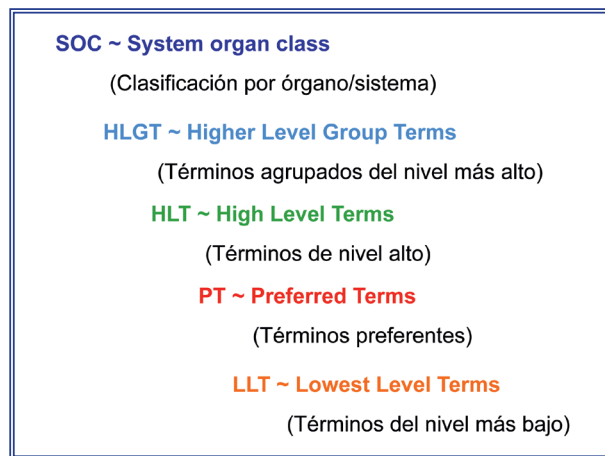 SOC ~ System organ class
(Clasificación por órgano/sistema)
HLGT ~ Higher Level Group Terms
(Términos agrupados del nivel más alto)
HLT ~ High Level Terms
(Términos de nivel alto)
PT ~ Preferred Terms
(Términos preferentes)
LLT ~ Lowest Level Terms
(Términos del nivel más bajo)